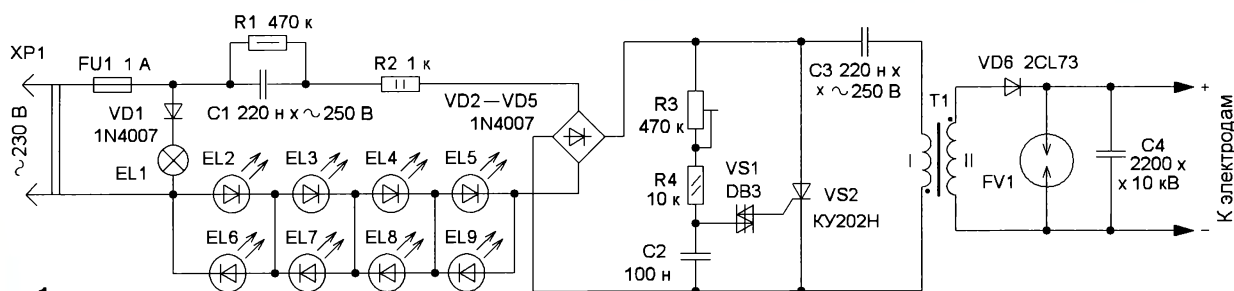 R1 470 к
XP1
FU1 1 А
R2 1 к
C3 220 н х
х ~ 250 В
VD6 2CL73
VD1
1N4007
C1 220 н х ~ 250 В
VD2—VD5
1N4007
R3
470 к
T1
+
~230 В
EL1
EL2
EL3
EL4
EL5
R4
10 к
VS1
DB3
VS2
КУ202Н
I
II
FV1
C4
2200 х
х 10 кВ
К электродам
EL6
EL7
EL8
EL9
C2
100 н
–